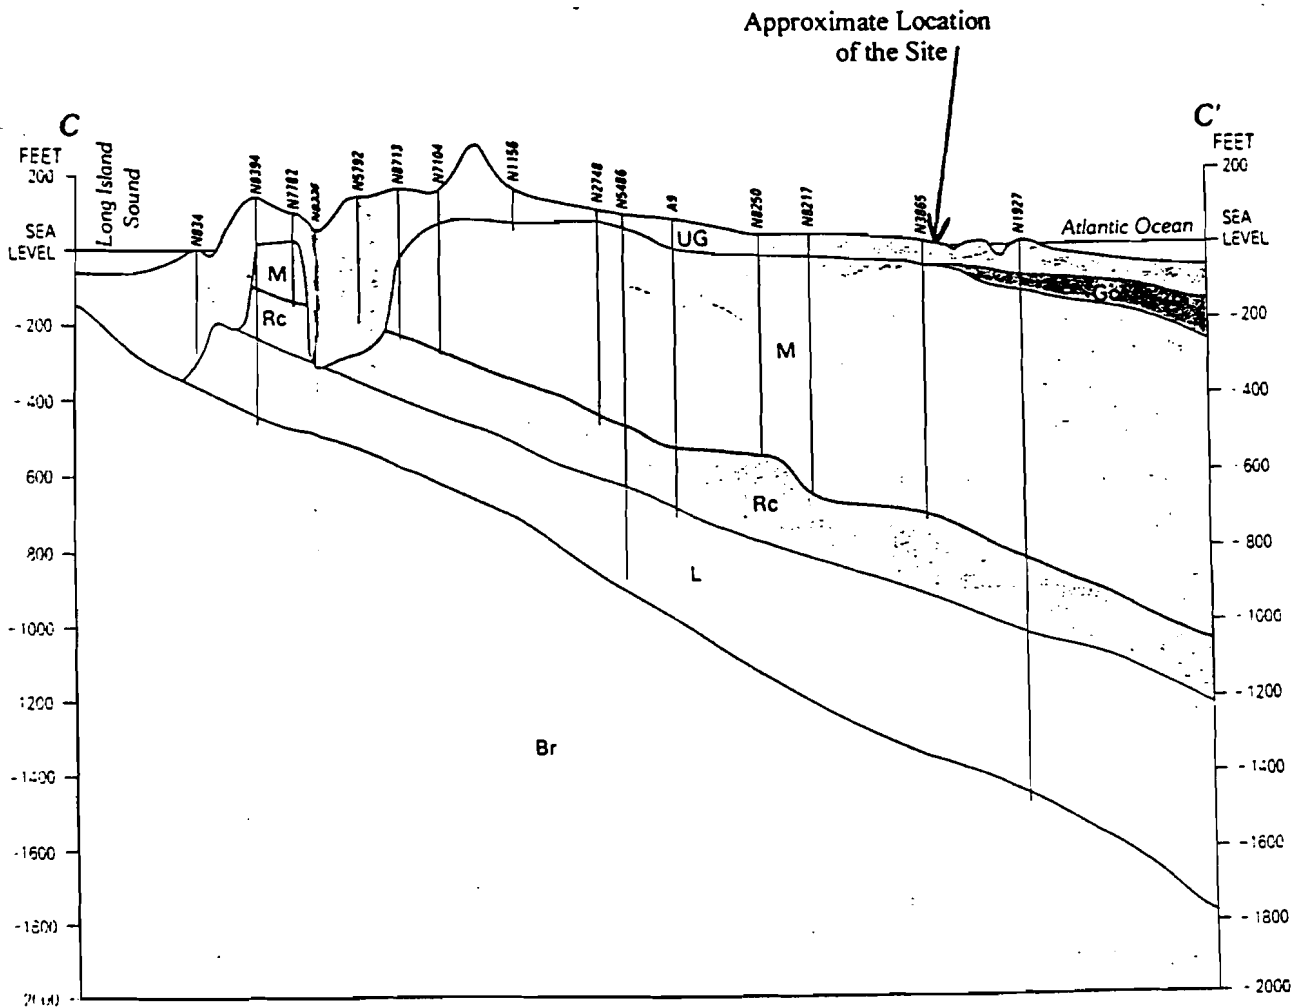 Approximate Location
of the Site
C
C'
FEET
FEET
200
200
Long Island
Sound
N834
N8394
N7782
N5792
N8713
N7104
N1156
N2748
N5486
A9
N8250
N8217
N3865
N1927
SEA
LEVEL
SEA
LEVEL
Atlantic Ocean
UG
M
Go
Rc
M
- 200
- 200
- 400
- 400
600
- 600
Rc
L
- 800
- 800
- 1000
- 1000
1200
- 1200
Br
- 1400
- 1400
- 1600
- 1600
- 1800
- 1800
- 2000